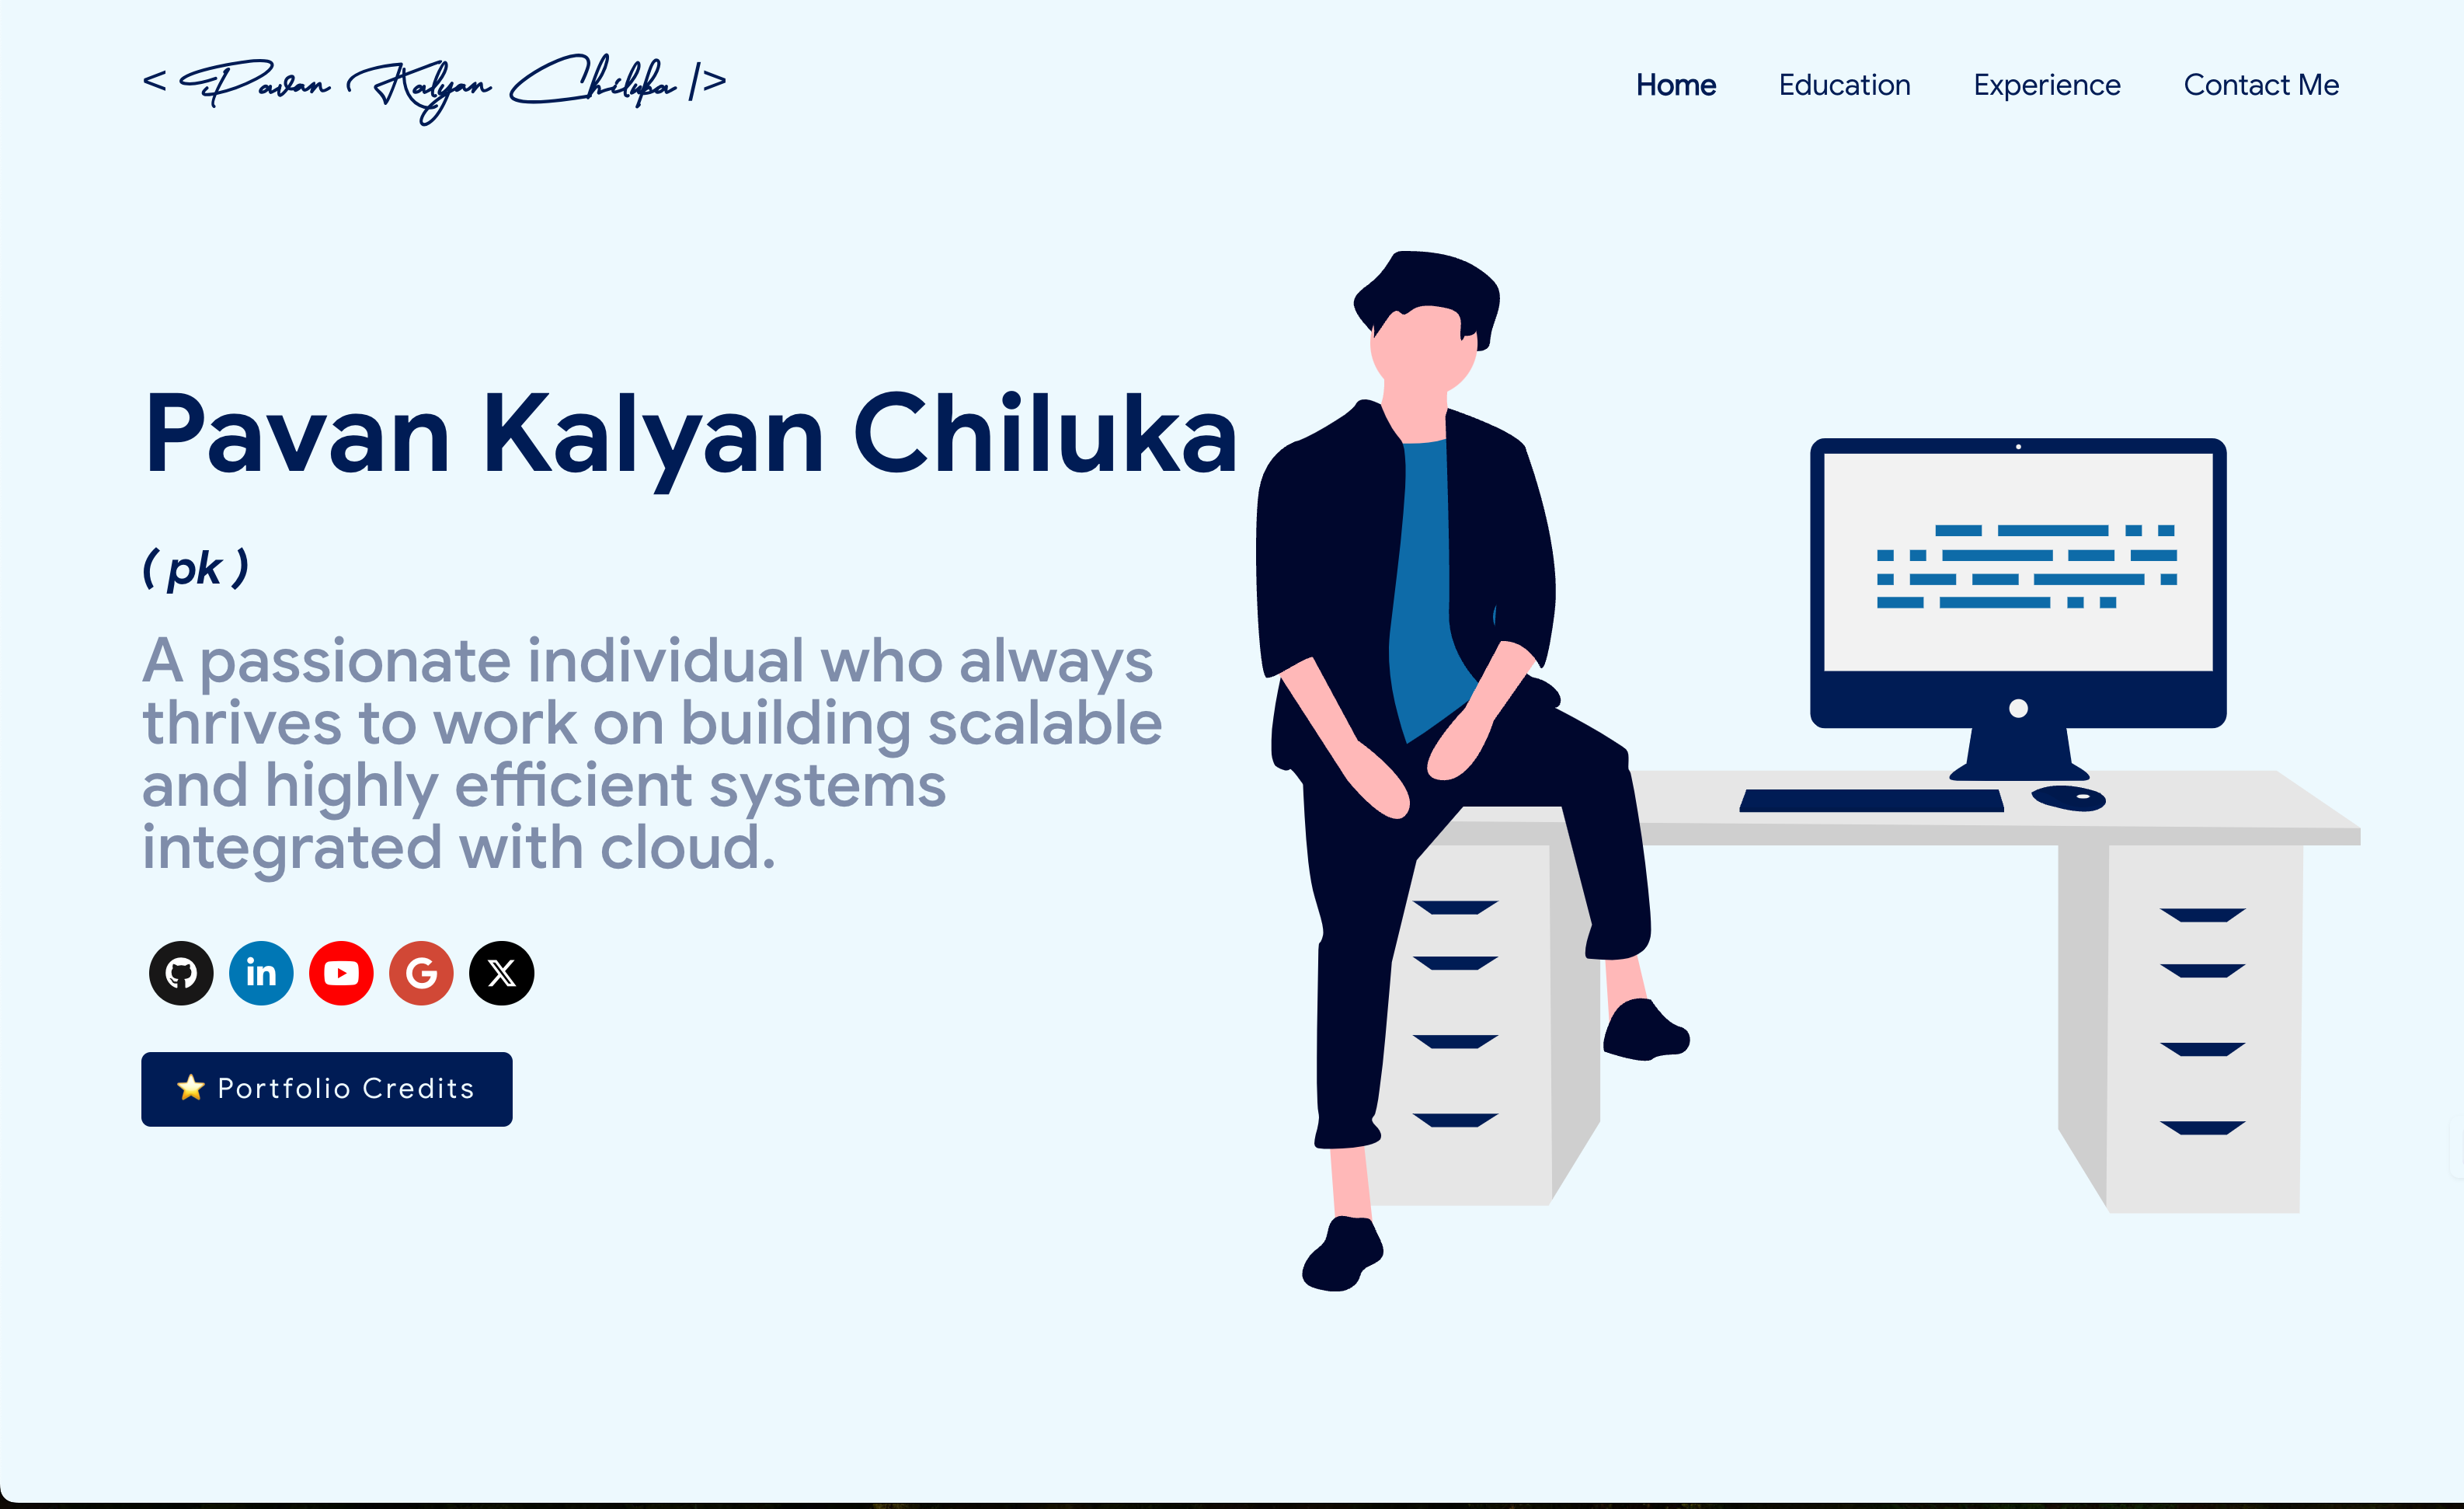 < Pavan Kalyan Chiluka />
Home Education Experience Contact Me
Pavan Kalyan Chiluka
(pk)
A passionate individual who always
thrives to work on building scalable
and highly efficient systems
integrated with cloud.
in G X
⭐ Portfolio Credits